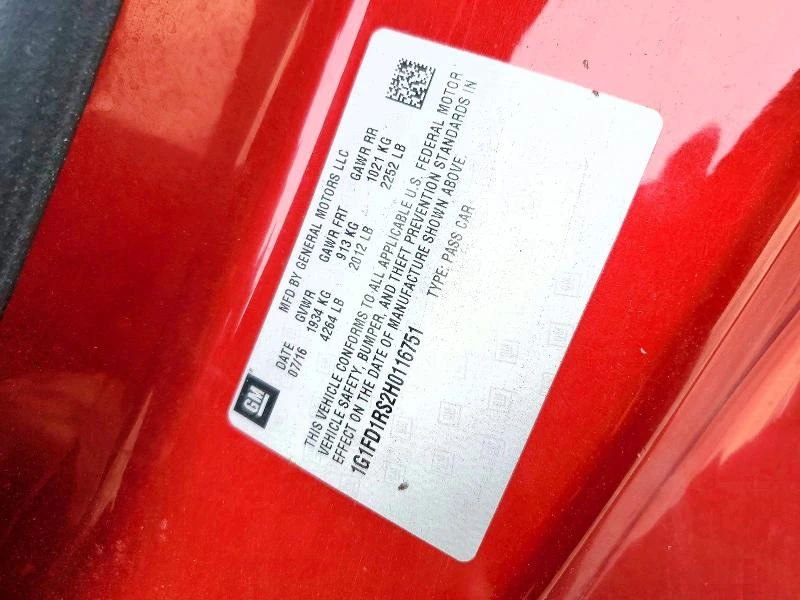 GM
MFD BY GENERAL MOTORS LLC
DATE GVWR GAWR FRT GAWR RR
07/16 1934 KG 913 KG 1021 KG
4264 LB 2012 LB 2252 LB
THIS VEHICLE CONFORMS TO ALL APPLICABLE U.S. FEDERAL MOTOR
VEHICLE SAFETY, BUMPER, AND THEFT PREVENTION STANDARDS IN
EFFECT ON THE DATE OF MANUFACTURE SHOWN ABOVE.
1G1FD1RS2H0116751 TYPE: PASS CAR